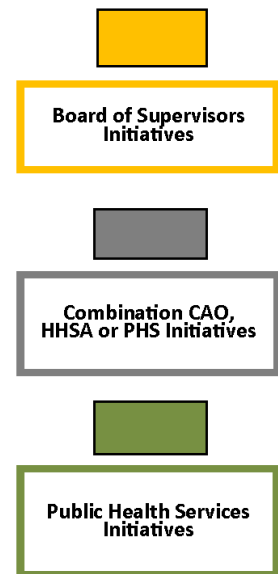 Board of Supervisors
Initiatives
Combination CAO,
HHSA or PHS Initiatives
Public Health Services
Initiatives